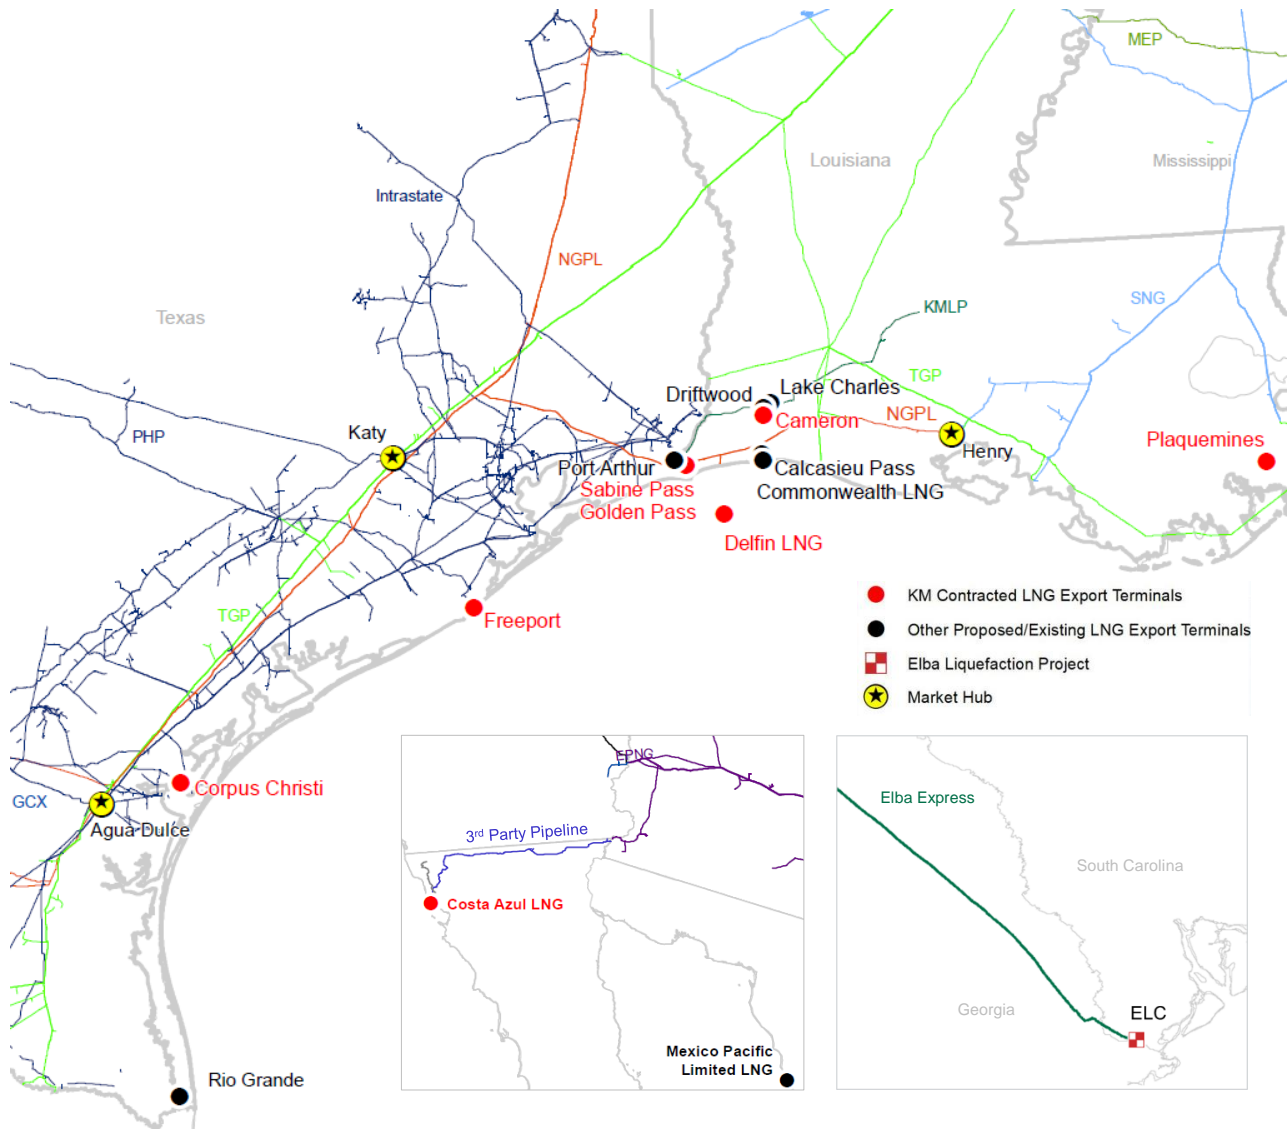 MEP
Louisiana
Mississippi
Intrastate
NGPL
SNG
KMLP
Texas
TGP
Lake Charles
Driftwood
NGPL
Cameron
PHP
Katy
Henry
Plaquemines
Port Arthur
Calcasieu Pass
Sabine Pass
Commonwealth LNG
Golden Pass
Delfin LNG
KM Contracted LNG Export Terminals
TGP
Freeport
Other Proposed/Existing LNG Export Terminals
Elba Liquefaction Project
Market Hub
EPNG
Corpus Christi
GCX
Elba Express
Agua Dulce
3rd Party Pipeline
South Carolina
Costa Azul LNG
Georgia
ELC
Mexico Pacific
Limited LNG
Rio Grande